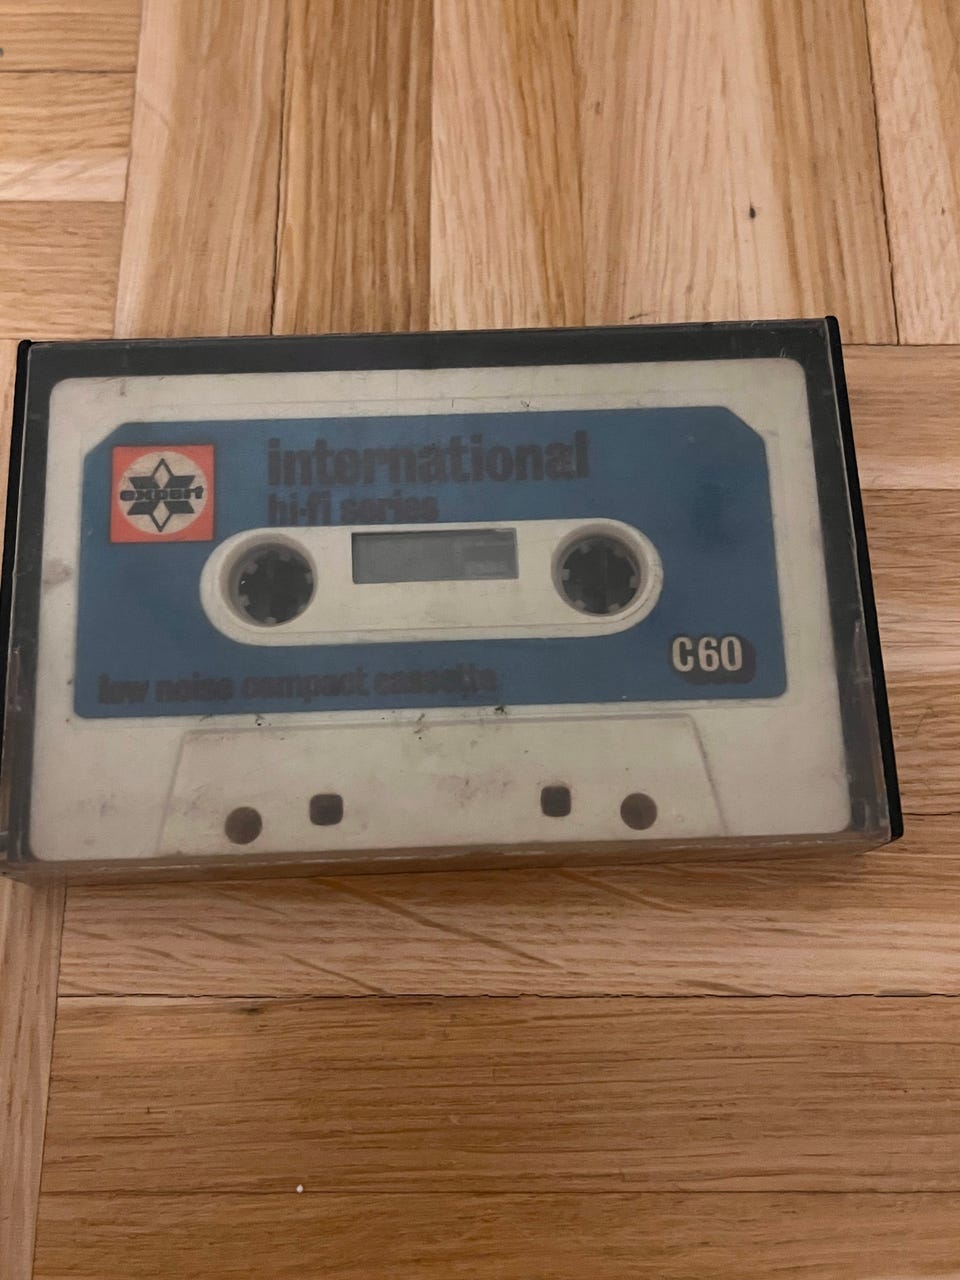 expert
international
hi-fi series
C60
low noise compact cassette